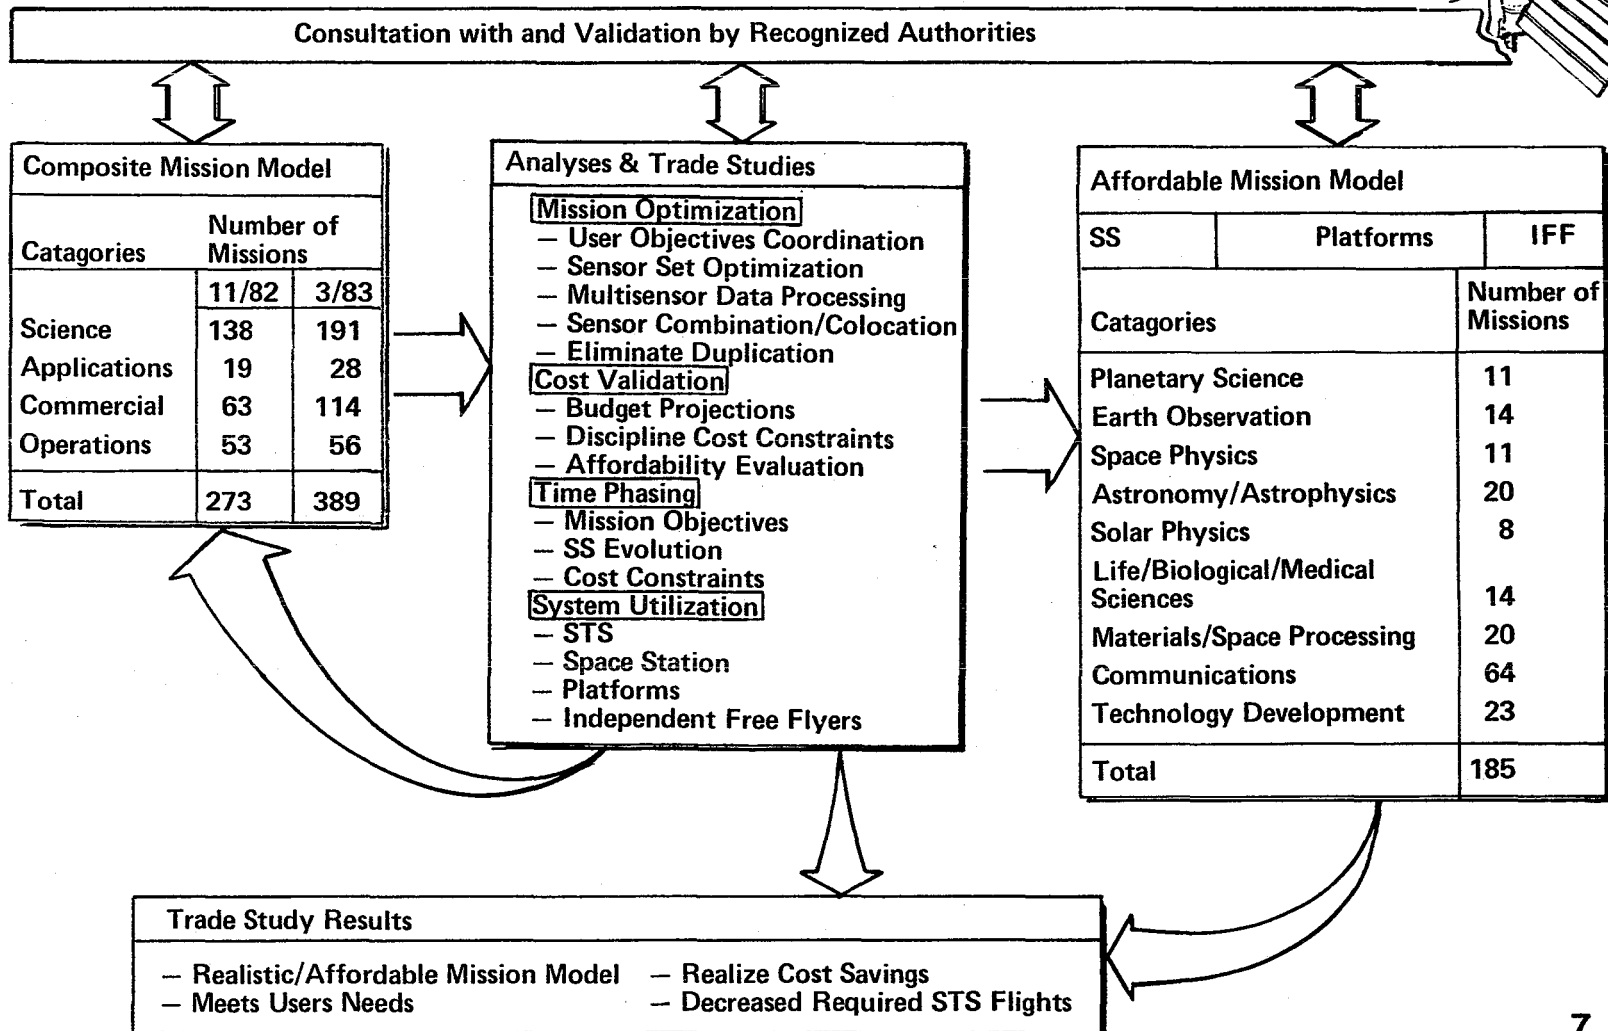 Consultation with and Validation by Recognized Authorities
Composite Mission Model
Catagories
Number of
Missions
11/82 3/83
Science 138 191
Applications 19 28
Commercial 63 114
Operations 53 56
Total 273 389
Analyses & Trade Studies
Mission Optimization
— User Objectives Coordination
— Sensor Set Optimization
— Multisensor Data Processing
— Sensor Combination/Colocation
— Eliminate Duplication
Cost Validation
— Budget Projections
— Discipline Cost Constraints
— Affordability Evaluation
Time Phasing
— Mission Objectives
— SS Evolution
— Cost Constraints
System Utilization
— STS
— Space Station
— Platforms
— Independent Free Flyers
Affordable Mission Model
SS Platforms IFF
Catagories
Number of
Missions
Planetary Science 11
Earth Observation 14
Space Physics 11
Astronomy/Astrophysics 20
Solar Physics 8
Life/Biological/Medical
Sciences 14
Materials/Space Processing 20
Communications 64
Technology Development 23
Total 185
Trade Study Results
— Realistic/Affordable Mission Model — Realize Cost Savings
— Meets Users Needs — Decreased Required STS Flights
7